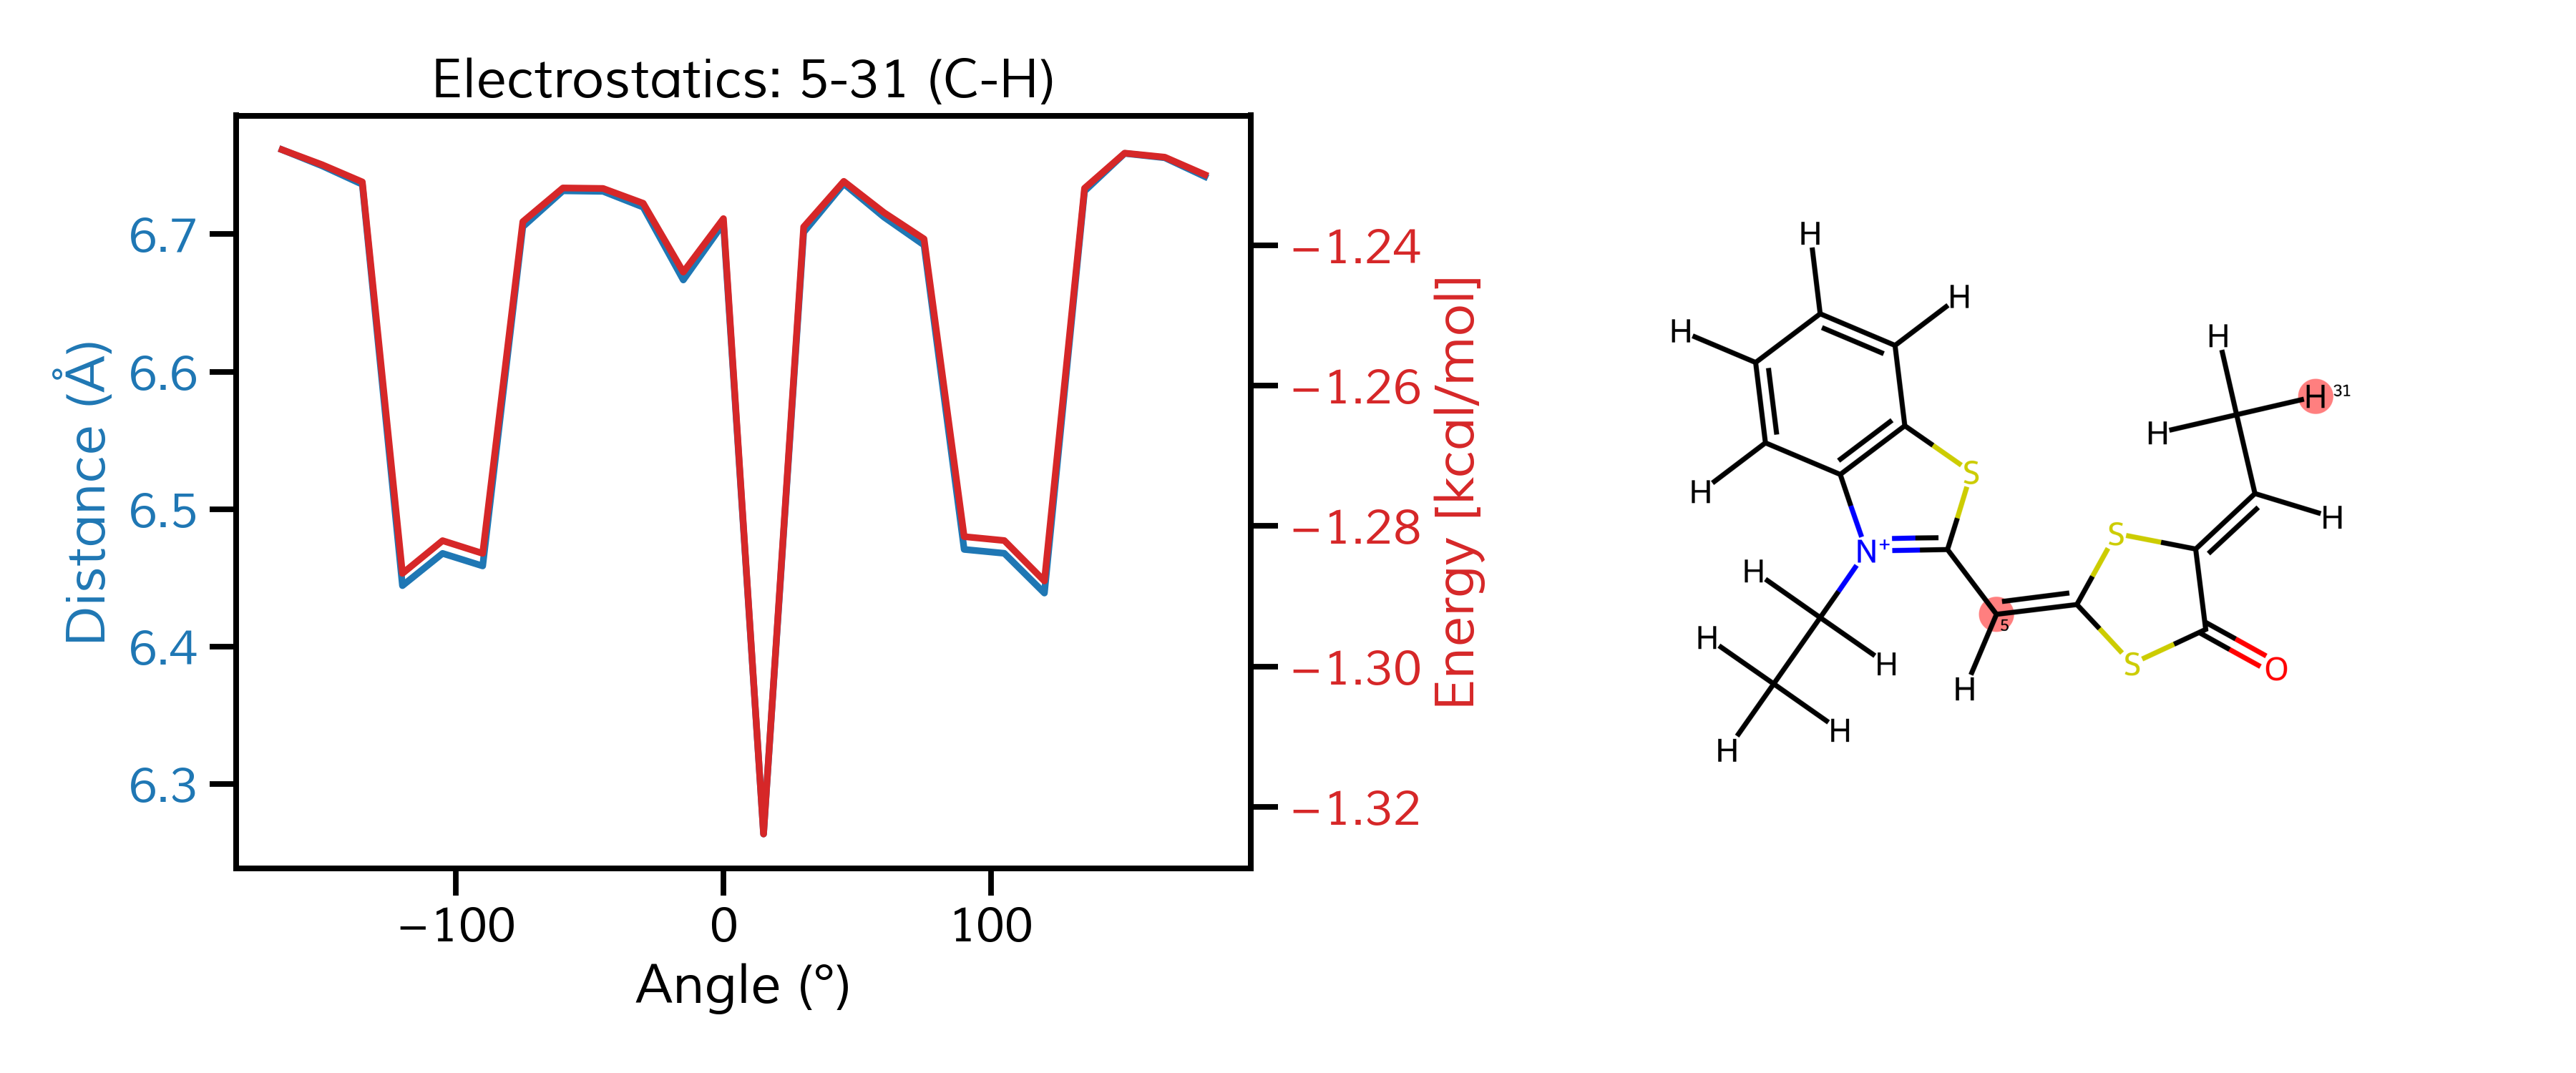 Electrostatics: 5-31 (C-H)
Distance (Å)
6.7
6.6
6.5
6.4
6.3
−1.24
−1.26
−1.28
−1.30
−1.32
Energy [kcal/mol]
−100 0 100
Angle (°)
H
H
H
H
H
H 31
H
S
H
S
H
N+
H
5
H
H
S
O
H
H
H